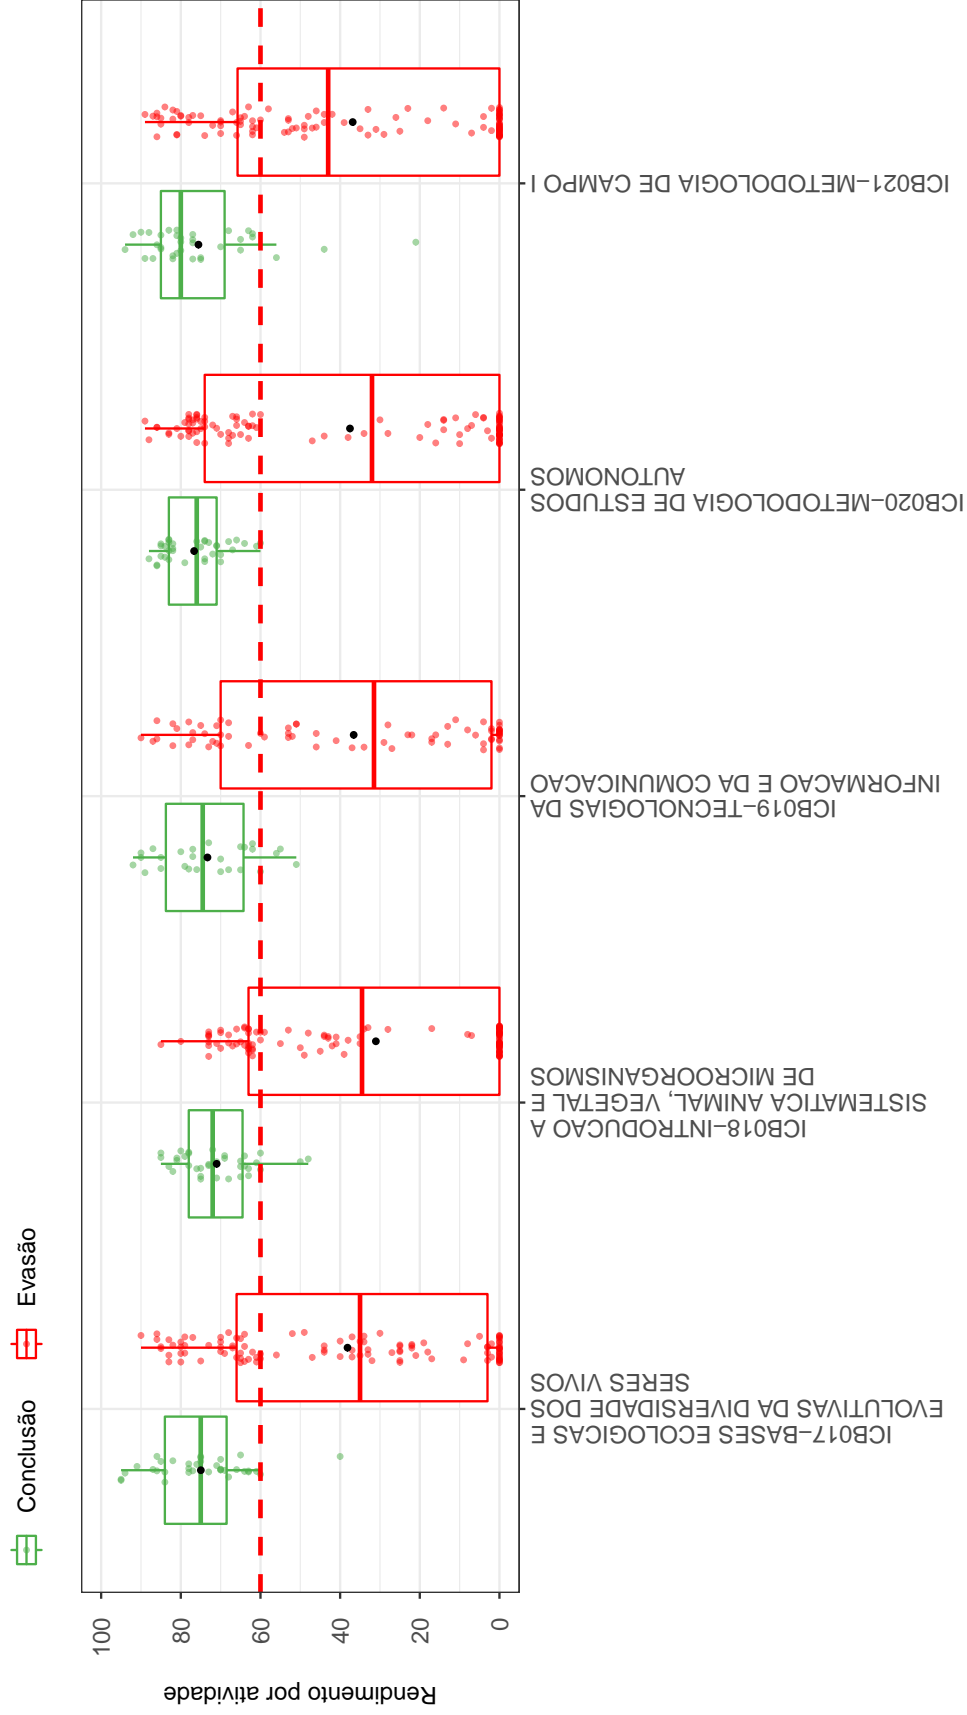 Conclusão
Evasão
Rendimento por atividade
100
80
60
40
20
0
ICB017−BASES ECOLOGICAS E
EVOLUTIVAS DA DIVERSIDADE DOS
SERES VIVOS
ICB018−INTRODUCAO A
SISTEMATICA ANIMAL, VEGETAL E
DE MICROORGANISMOS
ICB019−TECNOLOGIAS DA
INFORMACAO E DA COMUNICACAO
ICB020−METODOLOGIA DE ESTUDOS
AUTONOMOS
ICB021−METODOLOGIA DE CAMPO I